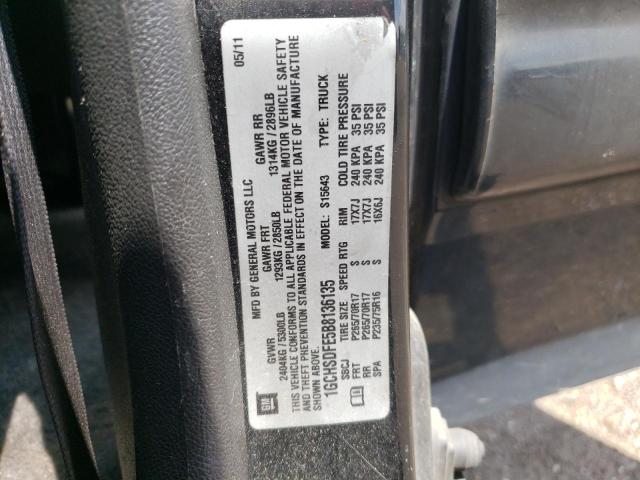 MFD BY GENERAL MOTORS LLC 05/11
GVWR GAWR FRT GAWR RR
2404KG / 5300LB 1293KG / 2850LB 1314KG / 2896LB
THIS VEHICLE CONFORMS TO ALL APPLICABLE FEDERAL MOTOR VEHICLE SAFETY
AND THEFT PREVENTION STANDARDS IN EFFECT ON THE DATE OF MANUFACTURE
SHOWN ABOVE.
GM
1GCHSDFE5B8136135 MODEL: S15643 TYPE: TRUCK
SBCJ TIRE SIZE SPEED RTG RIM COLD TIRE PRESSURE
FRT P265/70R17 S 17X7J 240 KPA 35 PSI
RR P265/70R17 S 17X7J 240 KPA 35 PSI
SPA P235/75R16 S 16X6J 240 KPA 35 PSI